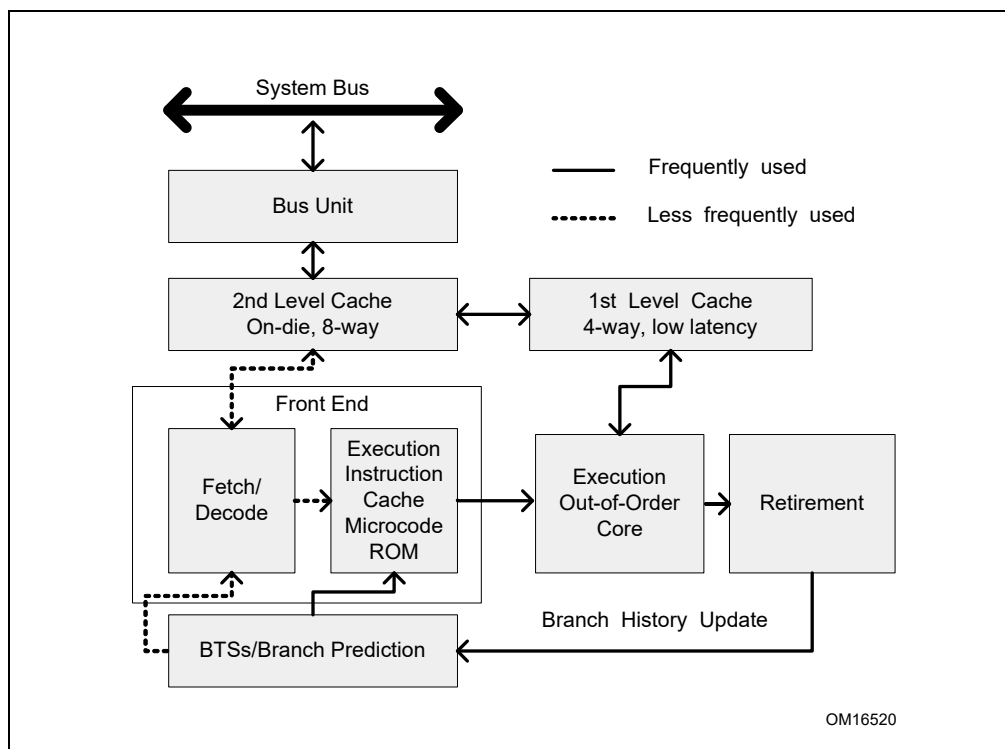 System Bus
Frequently used
Less frequently used
Bus Unit
2nd Level Cache
On-die, 8-way
1st Level Cache
4-way, low latency
Front End
Fetch/
Decode
Execution
Instruction
Cache
Microcode
ROM
Execution
Out-of-Order
Core
Retirement
Branch History Update
BTSs/Branch Prediction
OM16520